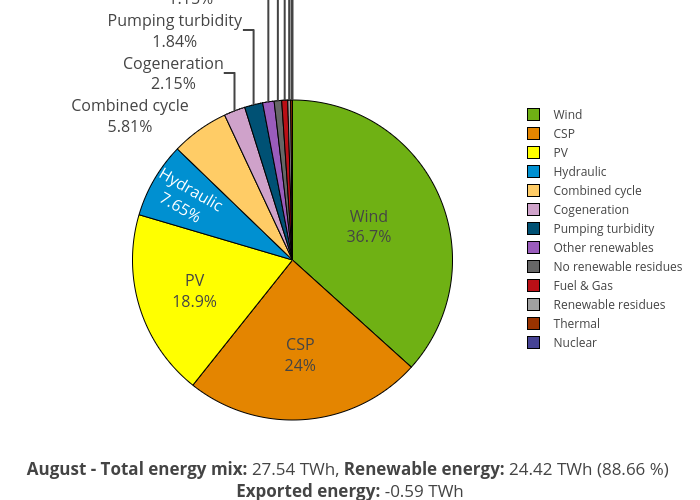 Pumping turbidity
1.84%
Cogeneration
2.15%
Combined cycle
5.81%
Hydraulic
7.65%
Wind
36.7%
PV
18.9%
CSP
24%
Wind
CSP
PV
Hydraulic
Combined cycle
Cogeneration
Pumping turbidity
Other renewables
No renewable residues
Fuel & Gas
Renewable residues
Thermal
Nuclear
August - Total energy mix: 27.54 TWh, Renewable energy: 24.42 TWh (88.66 %)
Exported energy: -0.59 TWh